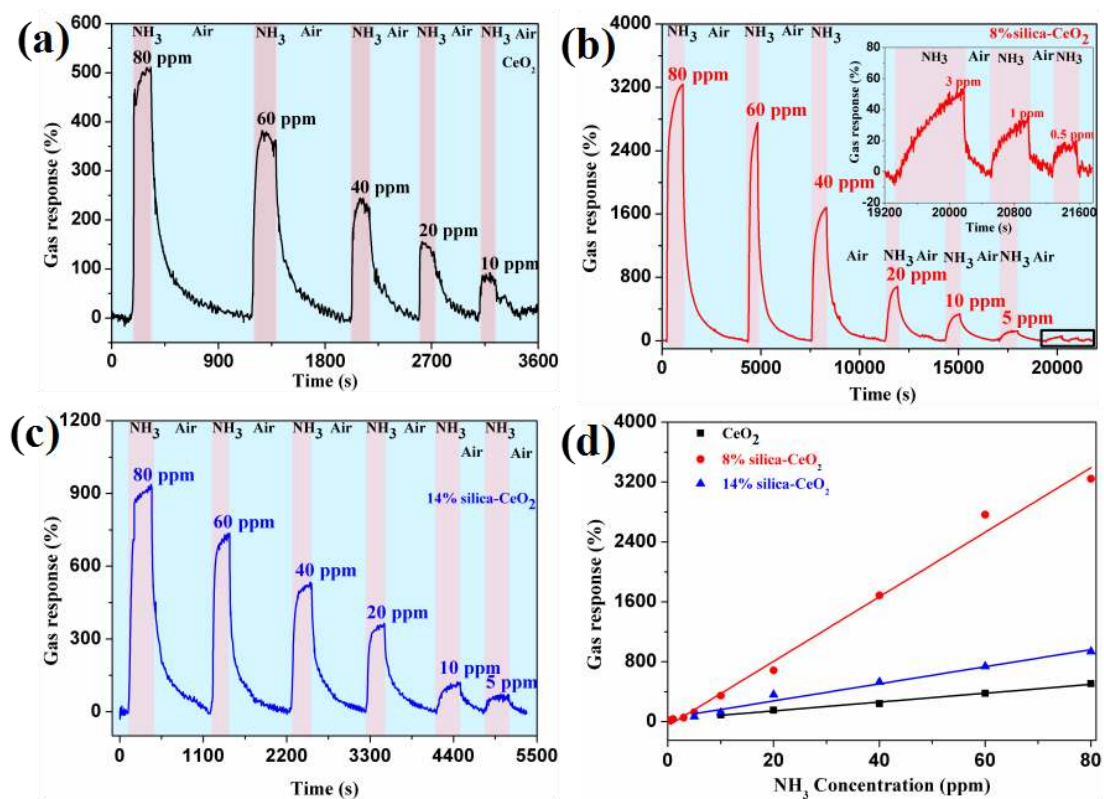 (a)
NH3 Air NH3 Air NH3 Air NH3 Air NH3 Air
CeO2
80 ppm
60 ppm
40 ppm
20 ppm
10 ppm
600
500
400
300
200
100
0
Gas response (%)
0 900 1800 2700 3600
Time (s)
(b)
NH3 Air NH3 Air NH3
8%silica-CeO2
80 ppm
60 ppm
40 ppm
Air NH3 Air NH3 Air NH3 Air
20 ppm
10 ppm
5 ppm
4000
3200
2400
1600
800
0
Gas response (%)
0 5000 10000 15000 20000
Time (s)
NH3 Air NH3 Air NH3
3 ppm
1 ppm
0.5 ppm
80
60
40
20
0
-20
Gas response (%)
19200 20000 20800 21600
Time (s)
(c)
NH3 Air NH3 Air NH3 Air NH3 Air NH3 NH3
Air Air
14% silica-CeO2
80 ppm
60 ppm
40 ppm
20 ppm
10 ppm
5 ppm
1200
900
600
300
0
Gas response (%)
0 1100 2200 3300 4400 5500
Time (s)
(d)
CeO2
8% silica-CeO2
14% silica-CeO2
4000
3200
2400
1600
800
0
Gas response (%)
0 20 40 60 80
NH3 Concentration (ppm)